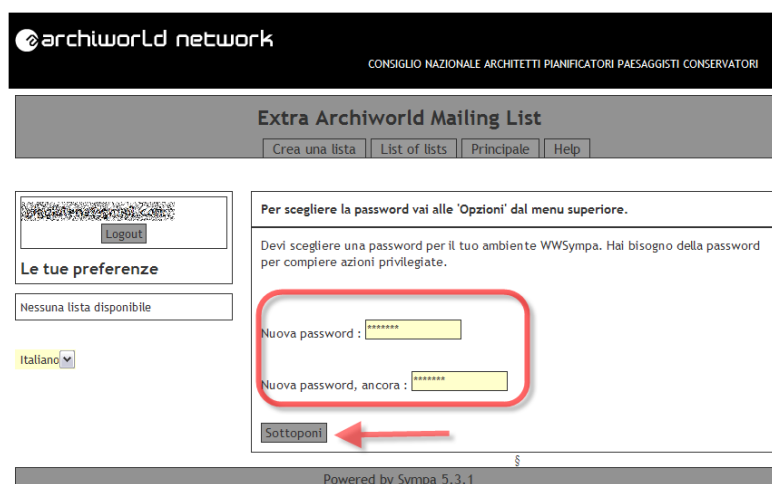 archiworld network
CONSIGLIO NAZIONALE ARCHITETTI PIANIFICATORI PAESAGGISTI CONSERVATORI
Extra Archiworld Mailing List
Crea una lista List of lists Principale Help
Logout
Le tue preferenze
Nessuna lista disponibile
Italiano
Per scegliere la password vai alle 'Opzioni' dal menu superiore.
Devi scegliere una password per il tuo ambiente WWSympa. Hai bisogno della password
per compiere azioni privilegiate.
Nuova password : *******
Nuova password, ancora : *******
Sottoponi
§
Powered by Sympa 5.3.1